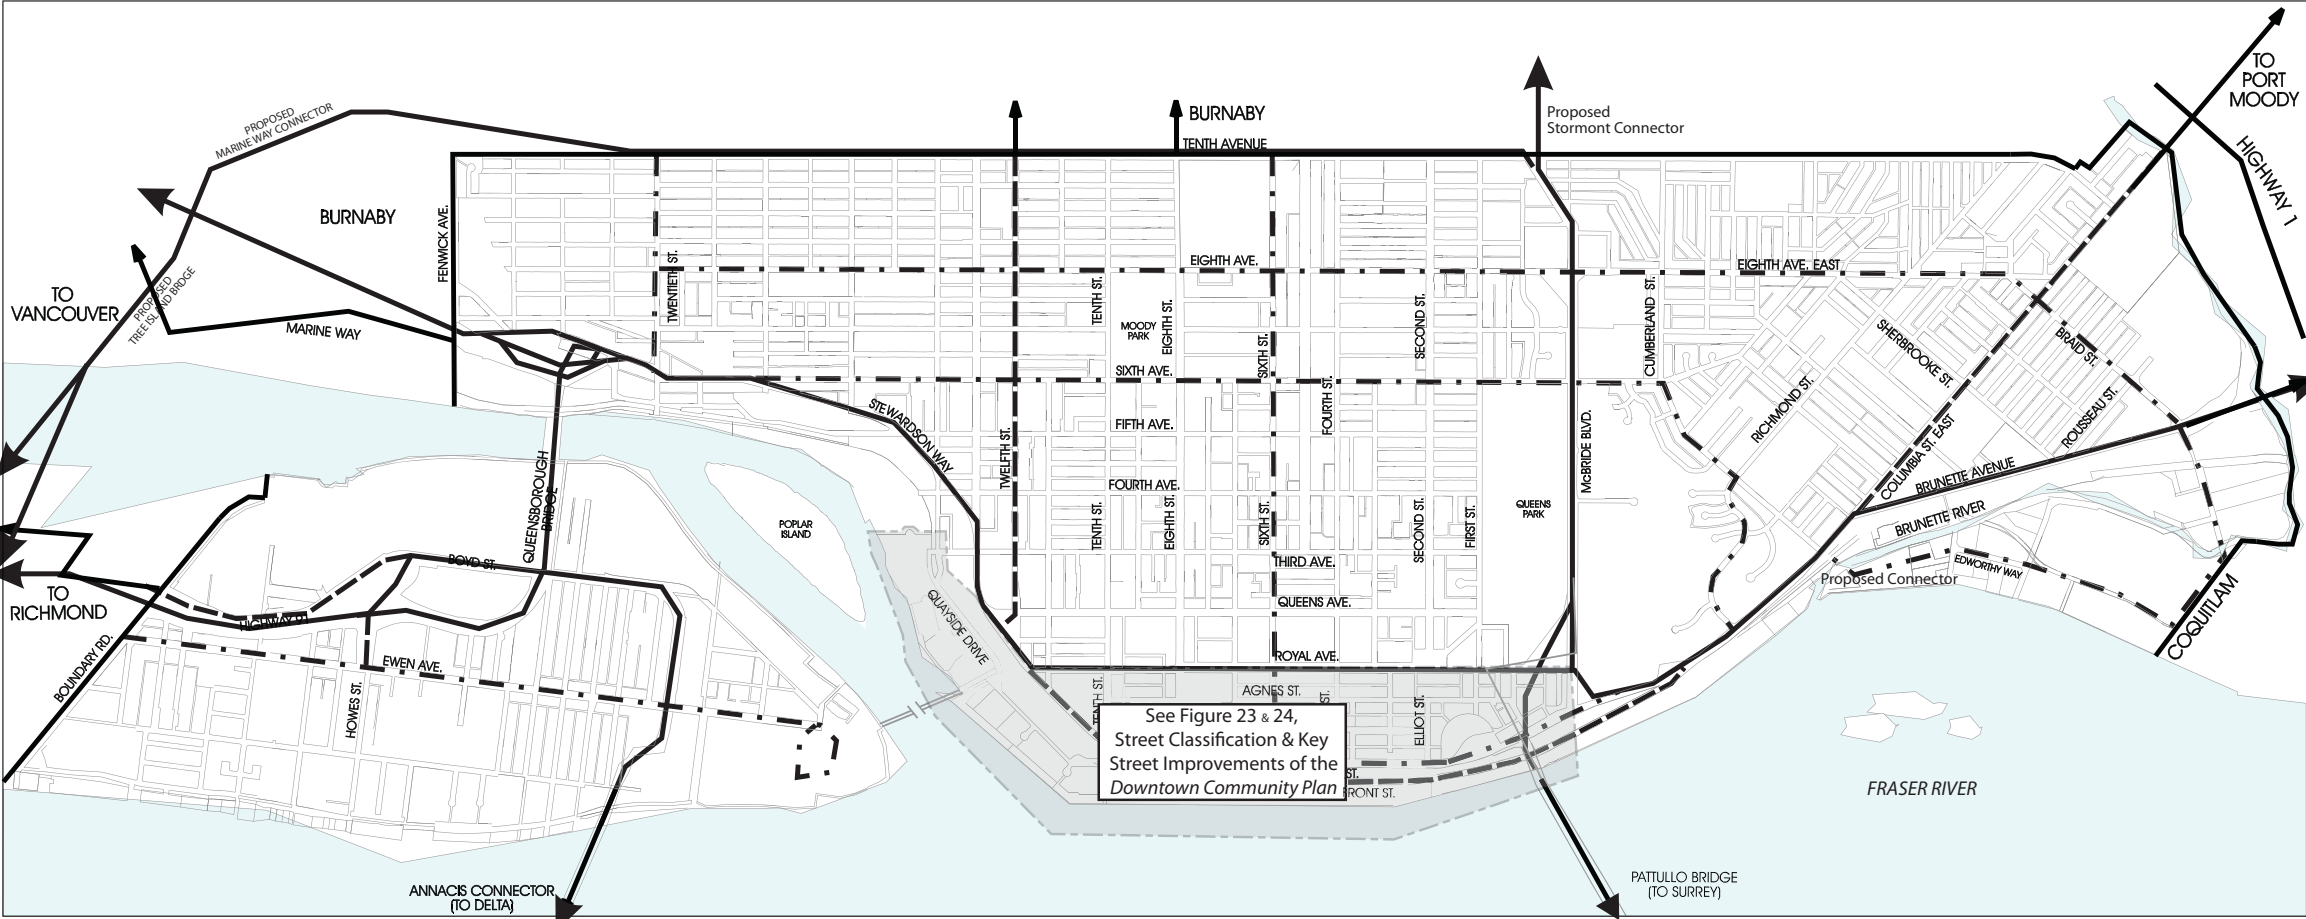 TO
PORT
MOODY
HIGHWAY 1
PROPOSED
MARINE WAY CONNECTOR
BURNABY
TENTH AVENUE
Proposed
Stormont Connector
BURNABY
FENWICK AVE.
TWENTIETH ST.
EIGHTH AVE.
EIGHTH AVE. EAST
TO
VANCOUVER
PROPOSED
TREE ISLAND BRDGE
MARINE WAY
TENTH ST.
MOODY
PARK
EIGHTH ST.
SIXTH ST.
SECOND ST.
CUMBERLAND ST.
SHERBROOKE ST.
BRAID ST.
SIXTH AVE.
FOURTH ST.
RICHMOND ST.
ROUSSEAU ST.
STEWARDSON WAY
FIFTH AVE.
McBRIDE BLVD.
COLUMBIA ST. EAST
TWELFTH ST.
BRUNETTE AVENUE
QUEENSBOROUGH
BRIDGE
FOURTH AVE.
QUEENS
PARK
BRUNETTE RIVER
POPLAR
ISLAND
TENTH ST.
EIGHTH ST.
SIXTH ST.
SECOND ST.
FIRST ST.
BOYD ST.
THIRD AVE.
EDWORTHY WAY
Proposed Connector
TO
RICHMOND
HIGHWAY 91
QUEENS AVE.
QUAYSIDE DRIVE
COQUITLAM
BOUNDARY RD.
EWEN AVE.
ROYAL AVE.
HOWES ST.
AGNES ST.
TENTH ST.
ST.
ELLIOT ST.
See Figure 23 & 24,
Street Classification & Key
Street Improvements of the
Downtown Community Plan
ST.
FRONT ST.
FRASER RIVER
ANNACIS CONNECTOR
(TO DELTA)
PATTULLO BRIDGE
(TO SURREY)